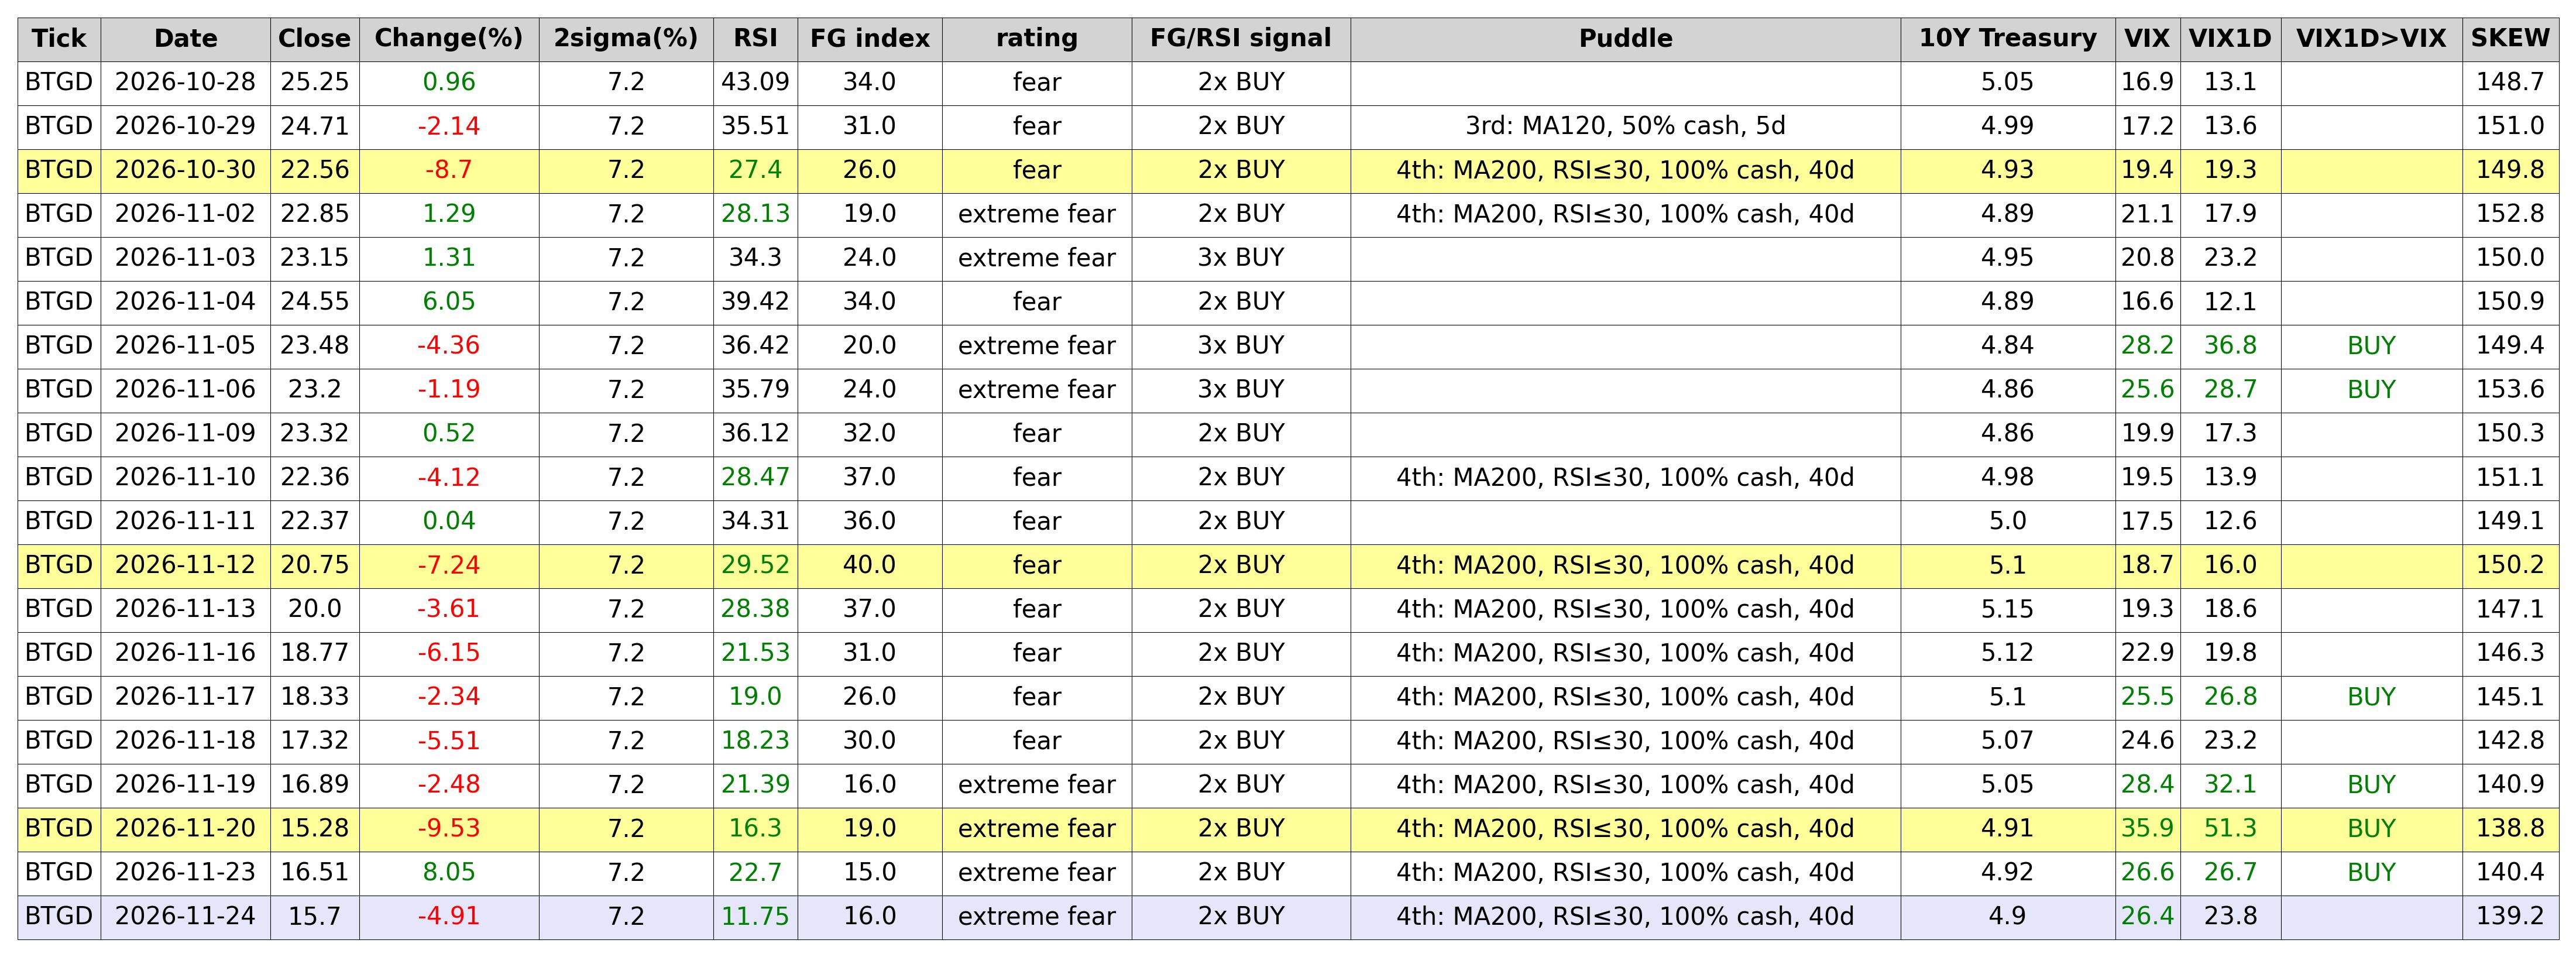 Tick Date Close Change(%) 2sigma(%) RSI FG index rating FG/RSI signal Puddle 10Y Treasury VIX VIX1D VIX1D>VIX SKEW
BTGD 2026-10-28 25.25 0.96 7.2 43.09 34.0 fear 2x BUY 5.05 16.9 13.1 148.7
BTGD 2026-10-29 24.71 -2.14 7.2 35.51 31.0 fear 2x BUY 3rd: MA120, 50% cash, 5d 4.99 17.2 13.6 151.0
BTGD 2026-10-30 22.56 -8.7 7.2 27.4 26.0 fear 2x BUY 4th: MA200, RSI≤30, 100% cash, 40d 4.93 19.4 19.3 149.8
BTGD 2026-11-02 22.85 1.29 7.2 28.13 19.0 extreme fear 2x BUY 4th: MA200, RSI≤30, 100% cash, 40d 4.89 21.1 17.9 152.8
BTGD 2026-11-03 23.15 1.31 7.2 34.3 24.0 extreme fear 3x BUY 4.95 20.8 23.2 150.0
BTGD 2026-11-04 24.55 6.05 7.2 39.42 34.0 fear 2x BUY 4.89 16.6 12.1 150.9
BTGD 2026-11-05 23.48 -4.36 7.2 36.42 20.0 extreme fear 3x BUY 4.84 28.2 36.8 BUY 149.4
BTGD 2026-11-06 23.2 -1.19 7.2 35.79 24.0 extreme fear 3x BUY 4.86 25.6 28.7 BUY 153.6
BTGD 2026-11-09 23.32 0.52 7.2 36.12 32.0 fear 2x BUY 4.86 19.9 17.3 150.3
BTGD 2026-11-10 22.36 -4.12 7.2 28.47 37.0 fear 2x BUY 4th: MA200, RSI≤30, 100% cash, 40d 4.98 19.5 13.9 151.1
BTGD 2026-11-11 22.37 0.04 7.2 34.31 36.0 fear 2x BUY 5.0 17.5 12.6 149.1
BTGD 2026-11-12 20.75 -7.24 7.2 29.52 40.0 fear 2x BUY 4th: MA200, RSI≤30, 100% cash, 40d 5.1 18.7 16.0 150.2
BTGD 2026-11-13 20.0 -3.61 7.2 28.38 37.0 fear 2x BUY 4th: MA200, RSI≤30, 100% cash, 40d 5.15 19.3 18.6 147.1
BTGD 2026-11-16 18.77 -6.15 7.2 21.53 31.0 fear 2x BUY 4th: MA200, RSI≤30, 100% cash, 40d 5.12 22.9 19.8 146.3
BTGD 2026-11-17 18.33 -2.34 7.2 19.0 26.0 fear 2x BUY 4th: MA200, RSI≤30, 100% cash, 40d 5.1 25.5 26.8 BUY 145.1
BTGD 2026-11-18 17.32 -5.51 7.2 18.23 30.0 fear 2x BUY 4th: MA200, RSI≤30, 100% cash, 40d 5.07 24.6 23.2 142.8
BTGD 2026-11-19 16.89 -2.48 7.2 21.39 16.0 extreme fear 2x BUY 4th: MA200, RSI≤30, 100% cash, 40d 5.05 28.4 32.1 BUY 140.9
BTGD 2026-11-20 15.28 -9.53 7.2 16.3 19.0 extreme fear 2x BUY 4th: MA200, RSI≤30, 100% cash, 40d 4.91 35.9 51.3 BUY 138.8
BTGD 2026-11-23 16.51 8.05 7.2 22.7 15.0 extreme fear 2x BUY 4th: MA200, RSI≤30, 100% cash, 40d 4.92 26.6 26.7 BUY 140.4
BTGD 2026-11-24 15.7 -4.91 7.2 11.75 16.0 extreme fear 2x BUY 4th: MA200, RSI≤30, 100% cash, 40d 4.9 26.4 23.8 139.2